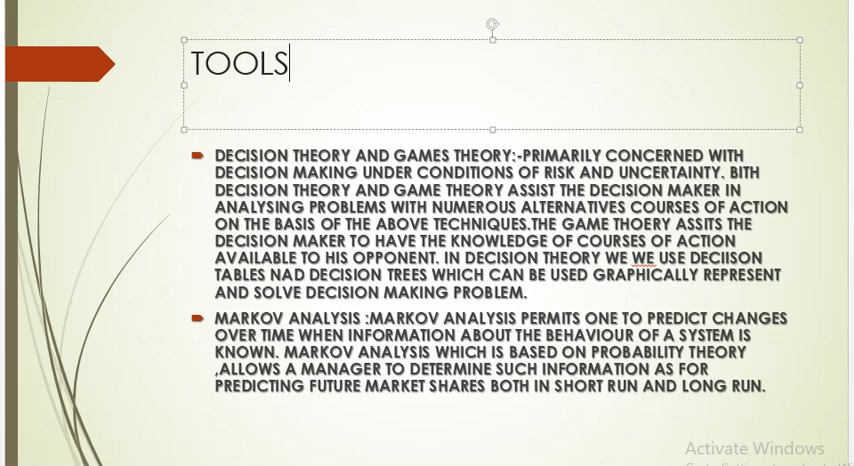 TOOLS
DECISION THEORY AND GAMES THEORY:-PRIMARILY CONCERNED WITH
DECISION MAKING UNDER CONDITIONS OF RISK AND UNCERTAINTY. BITH
DECISION THEORY AND GAME THEORY ASSIST THE DECISION MAKER IN
ANALYSING PROBLEMS WITH NUMEROUS ALTERNATIVES COURSES OF ACTION
ON THE BASIS OF THE ABOVE TECHNIQUES.THE GAME THOERY ASSITS THE
DECISION MAKER TO HAVE THE KNOWLEDGE OF COURSES OF ACTION
AVAILABLE TO HIS OPPONENT. IN DECISION THEORY WE WE USE DECIISON
TABLES NAD DECISION TREES WHICH CAN BE USED GRAPHICALLY REPRESENT
AND SOLVE DECISION MAKING PROBLEM.
MARKOV ANALYSIS :MARKOV ANALYSIS PERMITS ONE TO PREDICT CHANGES
OVER TIME WHEN INFORMATION ABOUT THE BEHAVIOUR OF A SYSTEM IS
KNOWN. MARKOV ANALYSIS WHICH IS BASED ON PROBABILITY THEORY
,ALLOWS A MANAGER TO DETERMINE SUCH INFORMATION AS FOR
PREDICTING FUTURE MARKET SHARES BOTH IN SHORT RUN AND LONG RUN.
Activate Windows